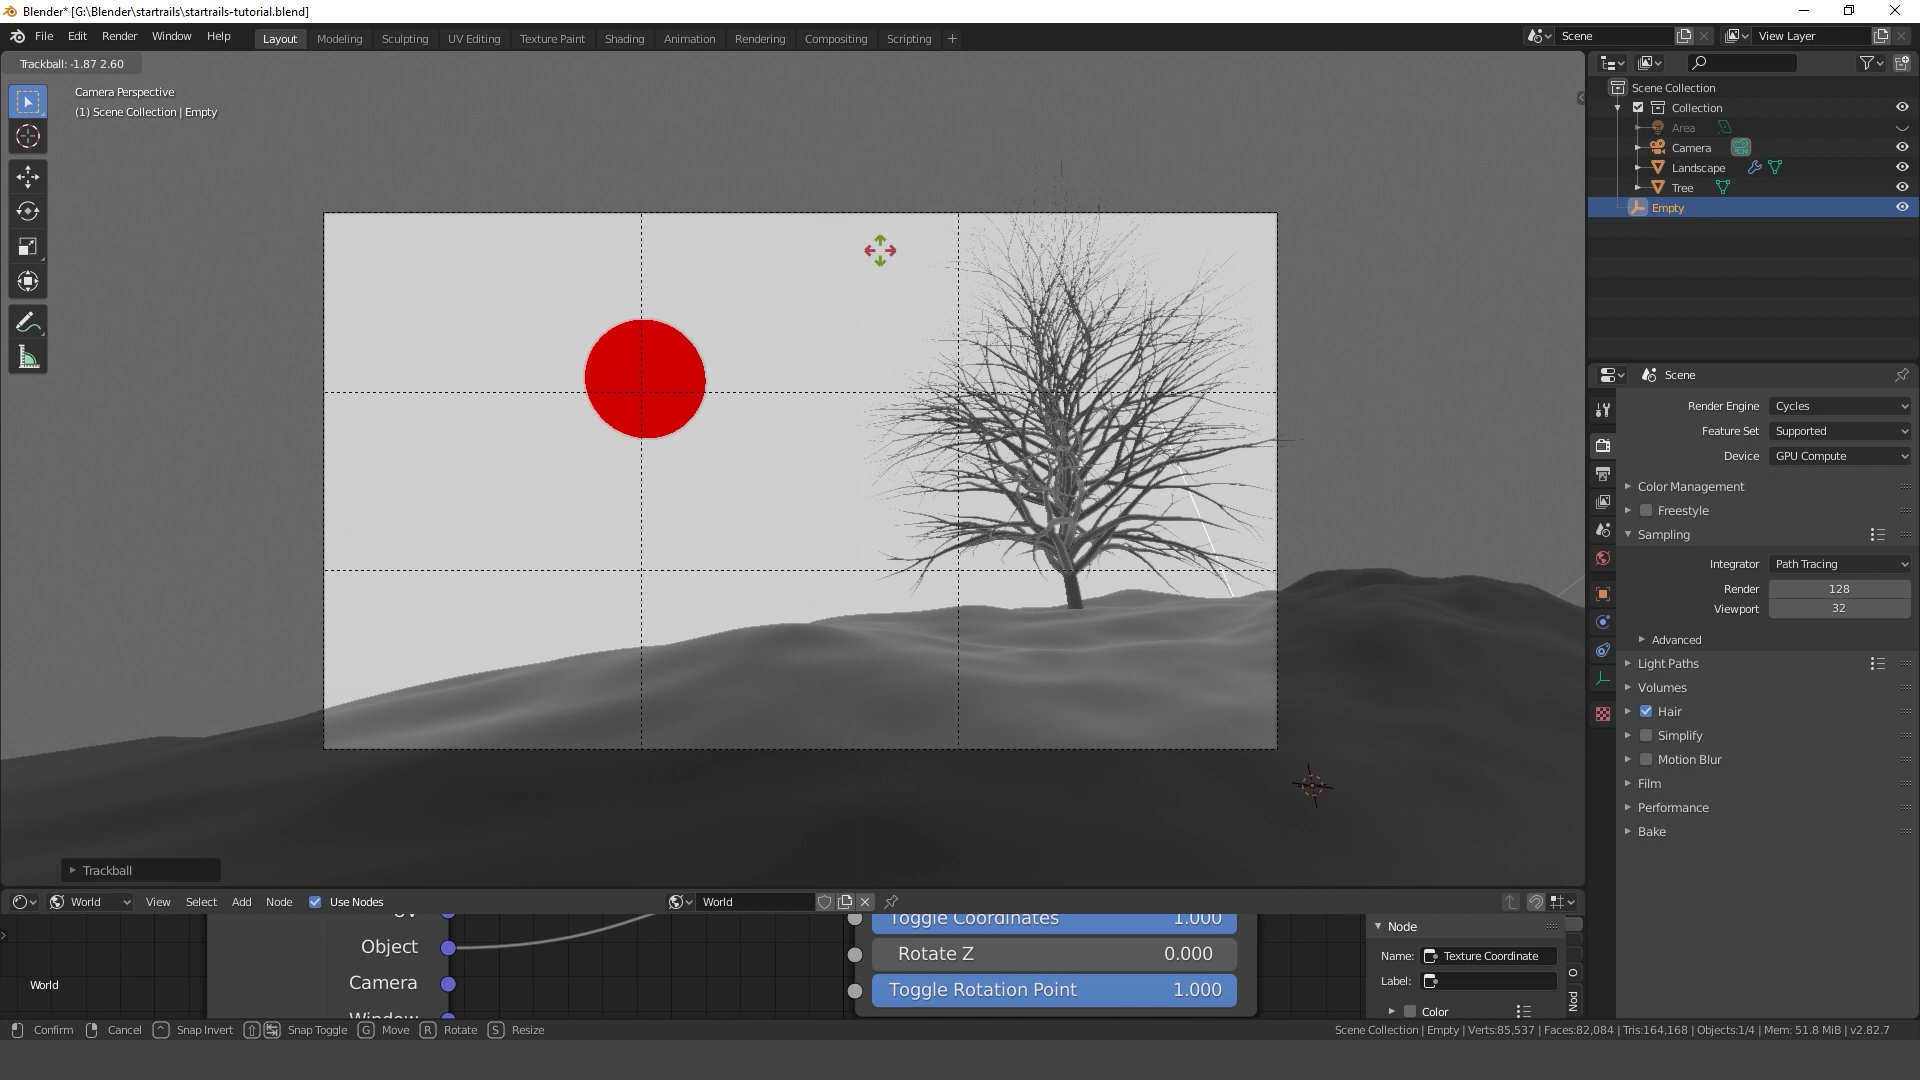 Blender* [G:\Blender\startrails\startrails-tutorial.blend]
File Edit Render Window Help Layout Modeling Sculpting UV Editing Texture Paint Shading Animation Rendering Compositing Scripting + Scene View Layer
Trackball: -1.87 2.60
Camera Perspective
(1) Scene Collection | Empty
Scene Collection
Collection
Area
Camera
Landscape
Tree
Empty
Scene
Render Engine Cycles
Feature Set Supported
Device GPU Compute
Color Management
Freestyle
Sampling
Integrator Path Tracing
Render 128
Viewport 32
Advanced
Light Paths
Volumes
Hair
Simplify
Motion Blur
Film
Performance
Bake
Trackball
World View Select Add Node Use Nodes World
Toggle Coordinates 1.000
Object
Camera
Window
Rotate Z 0.000
Toggle Rotation Point 1.000
World
Node
Name: Texture Coordinate
Label:
Color
Nod
Confirm Cancel Snap Invert Snap Toggle G Move R Rotate S Resize
Scene Collection | Empty | Verts:85,537 | Faces:82,084 | Tris:164,168 | Objects:1/4 | Mem: 51.8 MiB | v2.82.7